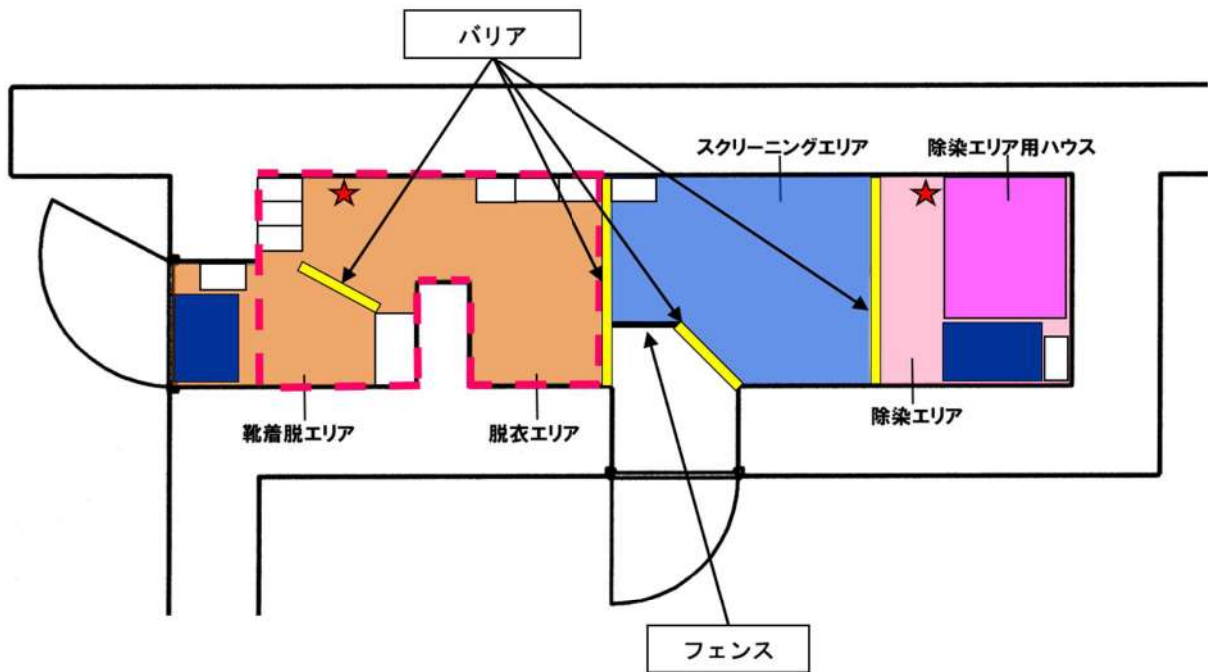 バリア
スクリーニングエリア
除染エリア用ハウス
靴着脱エリア
脱衣エリア
除染エリア
フェンス